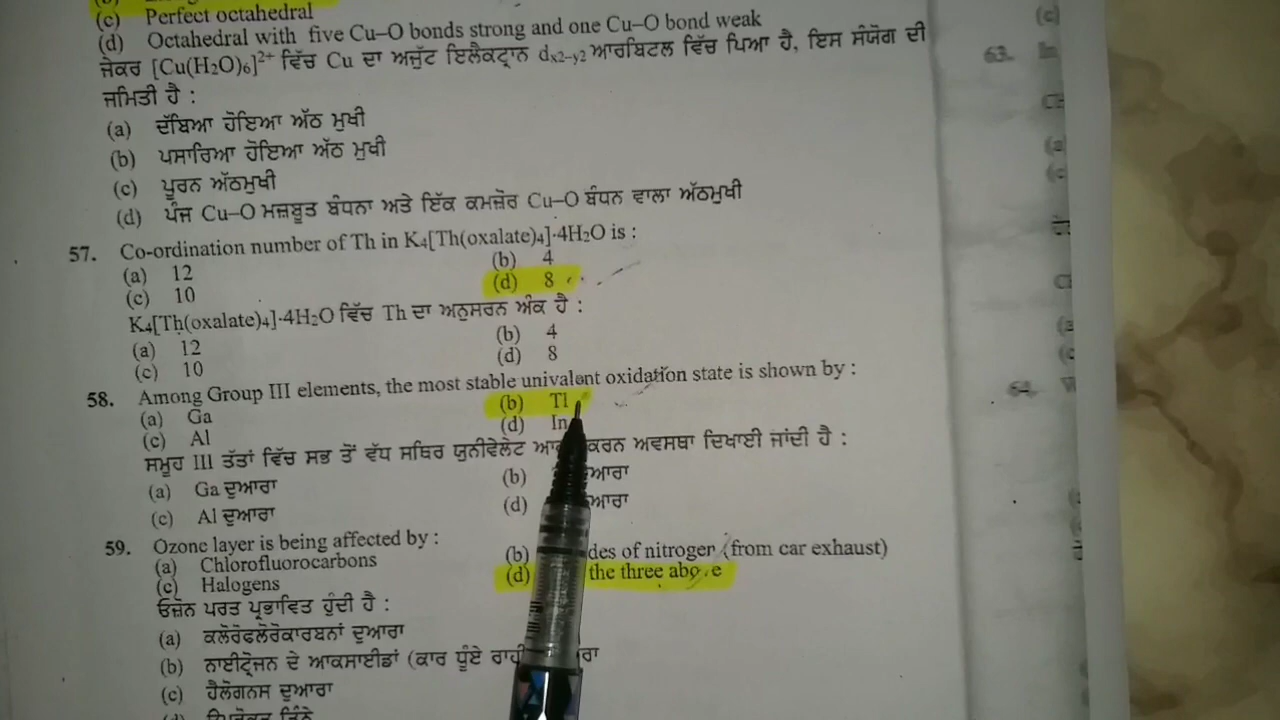 (c) Perfect octahedral
(d) Octahedral with five Cu–O bonds strong and one Cu–O bond weak
ਜੇਕਰ [Cu(H2O)6]2+ ਵਿੱਚ Cu ਦਾ ਅਜੁੱਟ ਇਲੈਕਟ੍ਰਾਨ dx2–y2 ਆਰਬਿਟਲ ਵਿੱਚ ਪਿਆ ਹੈ, ਇਸ ਸੰਯੋਗ ਦੀ
ਜਮਿਤੀ ਹੈ :
(a) ਦੱਬਿਆ ਹੋਇਆ ਅੱਠ ਮੁਖੀ
(b) ਪਸਾਰਿਆ ਹੋਇਆ ਅੱਠ ਮੁਖੀ
(c) ਪੂਰਨ ਅੱਠਮੁਖੀ
(d) ਪੰਜ Cu–O ਮਜ਼ਬੂਤ ਬੰਧਨਾ ਅਤੇ ਇੱਕ ਕਮਜ਼ੋਰ Cu–O ਬੰਧਨ ਵਾਲਾ ਅੱਠਮੁਖੀ
57. Co-ordination number of Th in K4[Th(oxalate)4]·4H2O is :
(a) 12 (b) 4
(c) 10 (d) 8
K4[Th(oxalate)4]·4H2O ਵਿੱਚ Th ਦਾ ਅਨੁਸਰਨ ਅੰਕ ਹੈ :
(a) 12 (b) 4
(c) 10 (d) 8
58. Among Group III elements, the most stable univalent oxidation state is shown by :
(a) Ga (b) Tl
(c) Al (d) In
ਸਮੂਹ III ਤੱਤਾਂ ਵਿੱਚ ਸਭ ਤੋਂ ਵੱਧ ਸਥਿਰ ਯੁਨੀਵੇਲੇਟ ਅਵਸਥਾ ਦਿਖਾਈ ਜਾਂਦੀ ਹੈ :
(a) Ga ਦੁਆਰਾ (b)
(c) Al ਦੁਆਰਾ (d)
59. Ozone layer is being affected by :
(a) Chlorofluorocarbons (b) of nitrogen (from car exhaust)
(c) Halogens (d) the three above
ਓਜ਼ੋਨ ਪਰਤ ਪ੍ਰਭਾਵਿਤ ਹੁੰਦੀ ਹੈ :
(a) ਕਲੋਰੋਫਲੋਰੋਕਾਰਬਨਾਂ ਦੁਆਰਾ
(b) ਨਾਈਟ੍ਰੋਜਨ ਦੇ ਆਕਸਾਈਡਾਂ (ਕਾਰ ਧੂੰਏ
(c) ਹੈਲੋਗਨਸ ਦੁਆਰਾ
63. In
64.